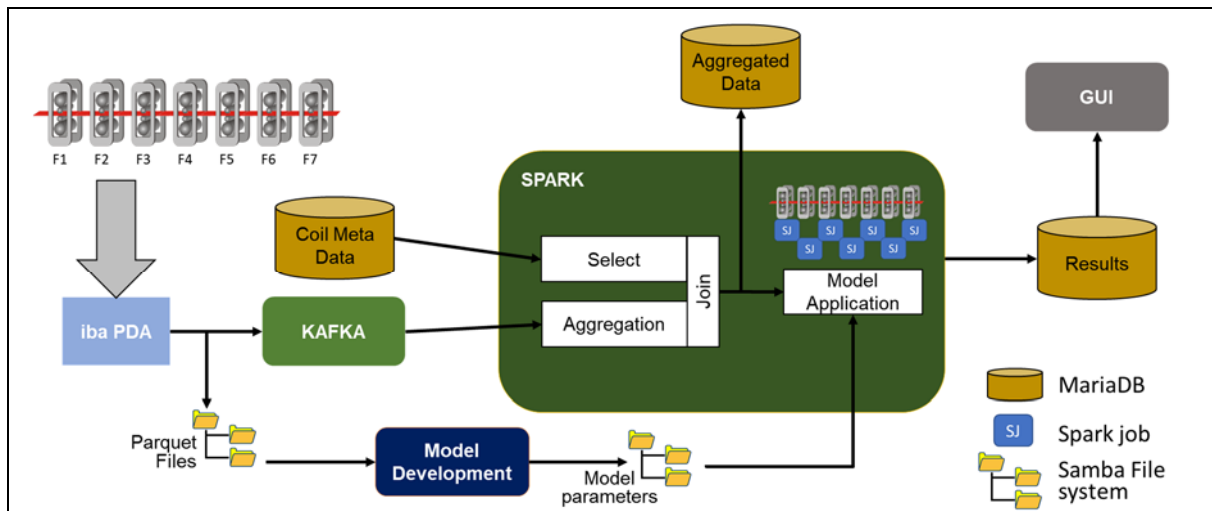 F1 F2 F3 F4 F5 F6 F7
iba PDA
Coil Meta
Data
KAFKA
Parquet
Files
Model
Development
Model
parameters
SPARK
Select
Aggregation
Join
Aggregated
Data
SJ SJ SJ SJ
SJ SJ SJ
Model
Application
GUI
Results
MariaDB
SJ Spark job
Samba File
system